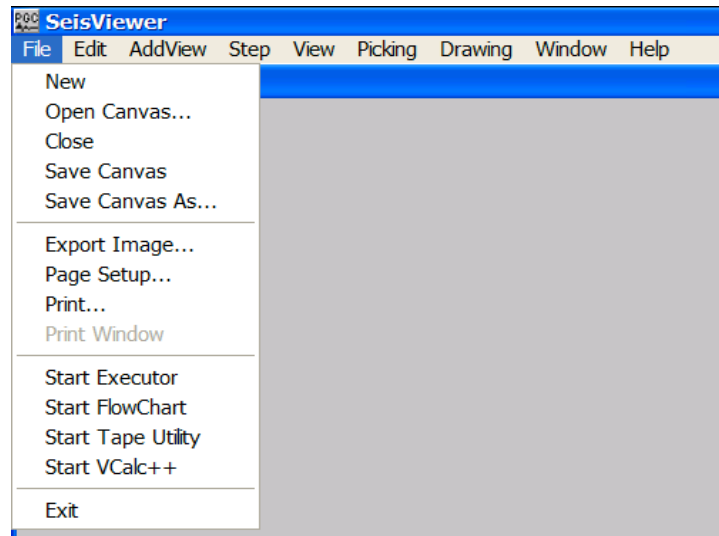 PGC SeisViewer
File Edit AddView Step View Picking Drawing Window Help
New
Open Canvas...
Close
Save Canvas
Save Canvas As...
Export Image...
Page Setup...
Print...
Print Window
Start Executor
Start FlowChart
Start Tape Utility
Start VCalc++
Exit